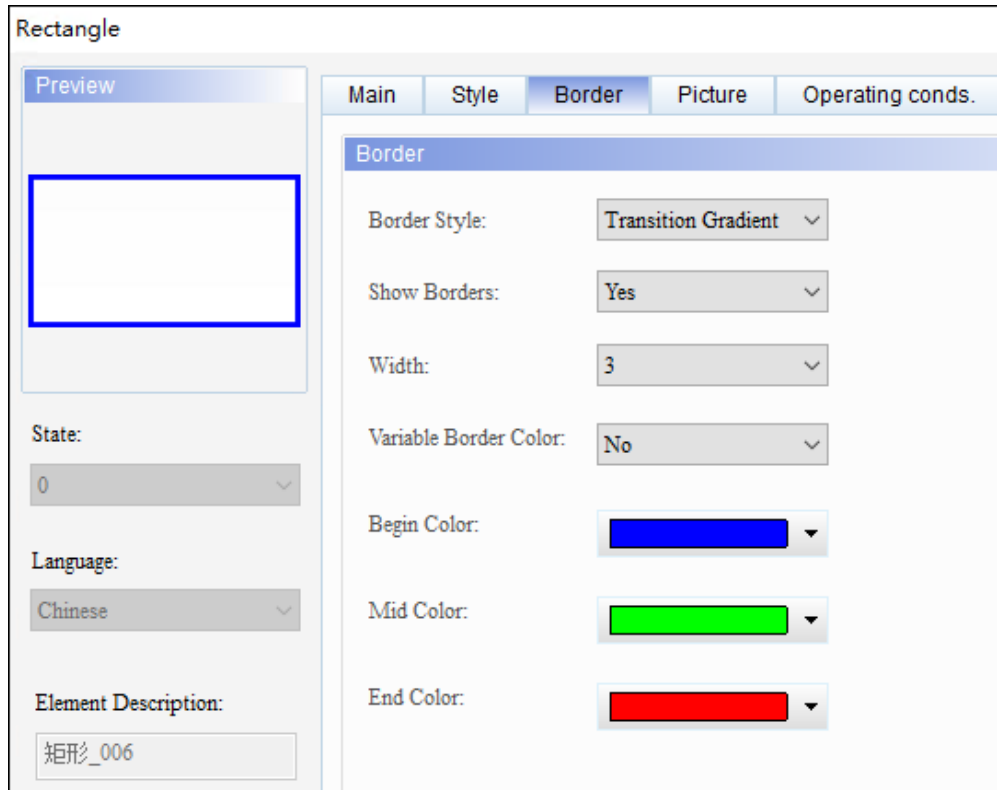 Rectangle
Preview
Main Style Border Picture Operating conds.
Border
Border Style: Transition Gradient
Show Borders: Yes
Width: 3
Variable Border Color: No
Begin Color:
Mid Color:
End Color:
State:
0
Language:
Chinese
Element Description:
矩形_006